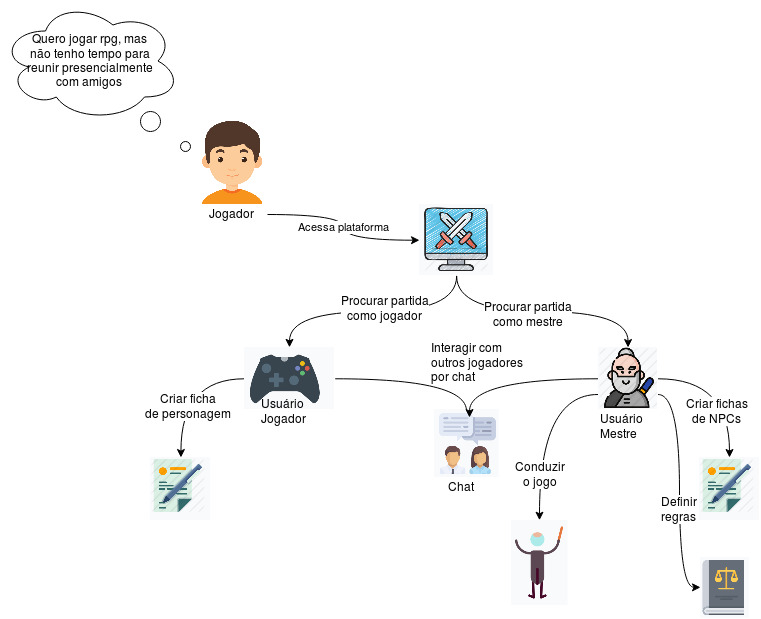 Quero jogar rpg, mas
não tenho tempo para
reunir presencialmente
com amigos
Jogador
Acessa plataforma
Procurar partida
como jogador
Procurar partida
como mestre
Interagir com
outros jogadores
por chat
Criar ficha
de personagem
Usuário
Jogador
Usuário
Mestre
Criar fichas
de NPCs
Chat
Conduzir
o jogo
Definir
regras